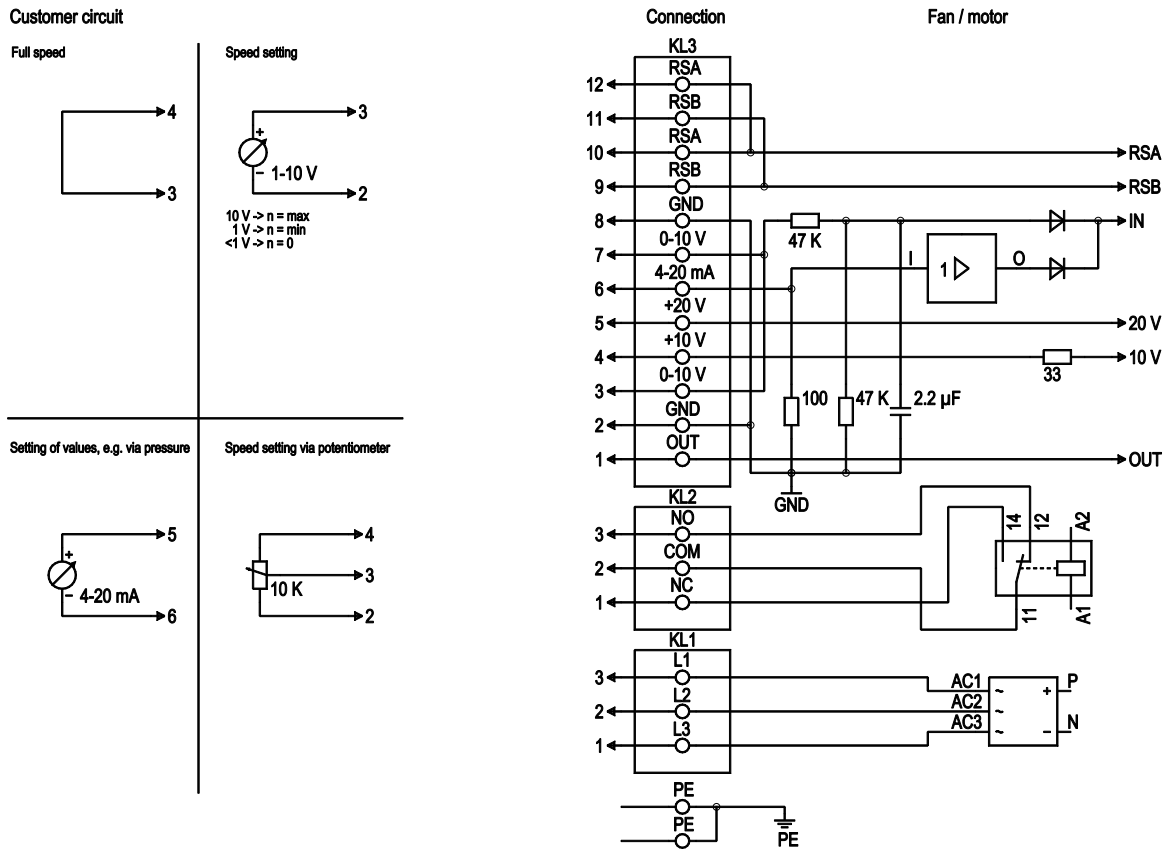 Customer circuit
Full speed
4
3
Speed setting
3
+
– 1-10 V
2
10 V -> n = max
1 V -> n = min
<1 V -> n = 0
Setting of values, e.g. via pressure
5
+
– 4-20 mA
6
Speed setting via potentiometer
4
3
10 K
2
Connection
Fan / motor
KL3
RSA
12
RSB
11
RSA
10
RSA
RSB
9
RSB
GND
8
47 K
IN
0-10 V
7
I
1
O
4-20 mA
6
+20 V
5
20 V
+10 V
4
33
10 V
0-10 V
3
100
47 K
2.2 µF
GND
2
OUT
1
OUT
GND
KL2
NO
3
COM
2
NC
1
14
12
A2
11
A1
KL1
L1
3
L2
2
L3
1
AC1 ~ + P
AC2 ~
AC3 ~ – N
PE
PE
PE